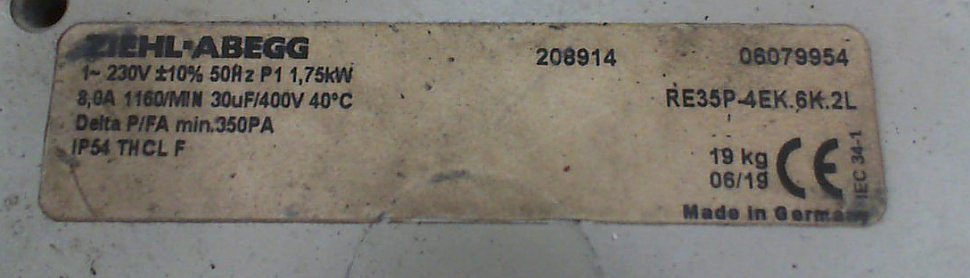 ZIEHL-ABEGG 208914 06079954
1~ 230V ±10% 50Hz P1 1,75kW
8,0A 1160/MIN 30uF/400V 40°C RE35P-4EK.6K.2L
Delta P/FA min.350PA
IP54 THCL F
19 kg CE
06/19
IEC 34-1
Made in Germany